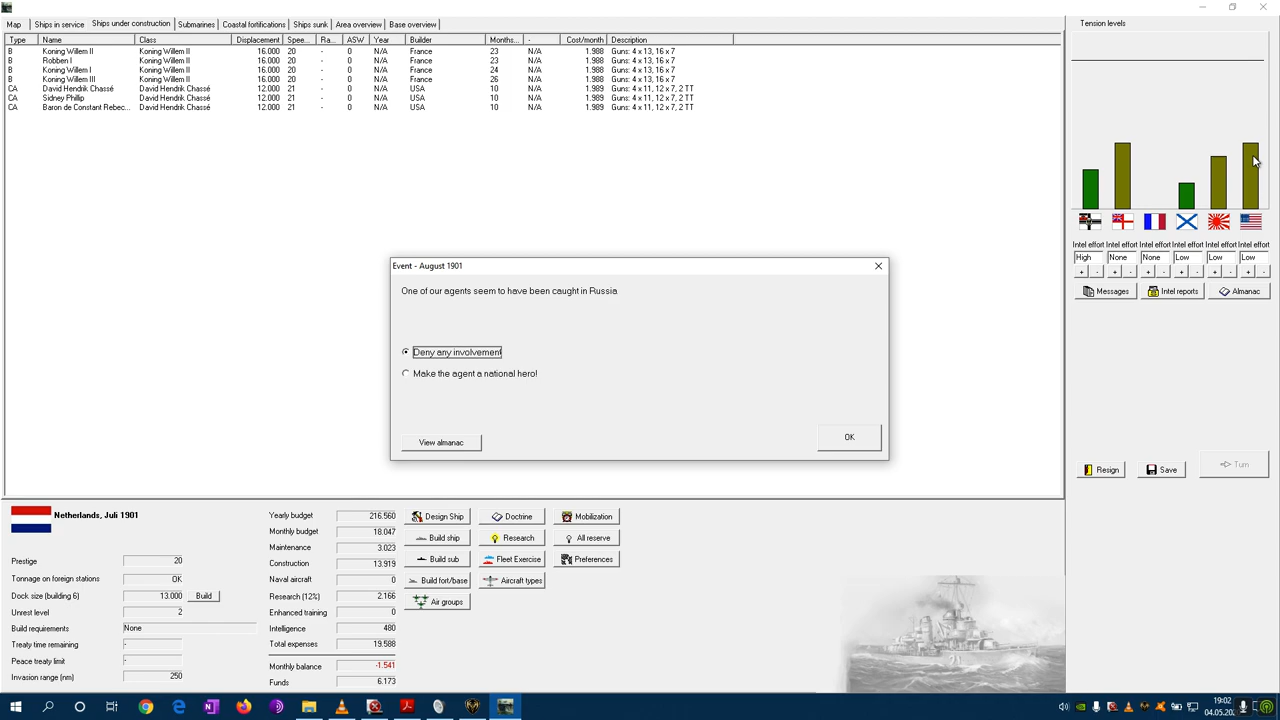 Map Ships in service Ships under construction Submarines Coastal fortifications Ships sunk Area overview Base overview
Type Name Class Displacement Spee... Ra... ASW Year Builder Months... - Cost/month Description
B Koning Willem II Koning Willem II 16.000 20 - 0 N/A France 23 N/A 1.988 Guns: 4 x 13, 16 x 7
B Robben I Koning Willem II 16.000 20 - 0 N/A France 23 N/A 1.988 Guns: 4 x 13, 16 x 7
B Koning Willem I Koning Willem II 16.000 20 - 0 N/A France 24 N/A 1.988 Guns: 4 x 13, 16 x 7
B Koning Willem III Koning Willem II 16.000 20 - 0 N/A France 26 N/A 1.988 Guns: 4 x 13, 16 x 7
CA David Hendrik Chassé David Hendrik Chassé 12.000 21 - 0 N/A USA 10 N/A 1.989 Guns: 4 x 11, 12 x 7, 2 TT
CA Sidney Phillip David Hendrik Chassé 12.000 21 - 0 N/A USA 10 N/A 1.989 Guns: 4 x 11, 12 x 7, 2 TT
CA Baron de Constant Rebec... David Hendrik Chassé 12.000 21 - 0 N/A USA 10 N/A 1.989 Guns: 4 x 11, 12 x 7, 2 TT
Tension levels
Intel effort Intel effort Intel effort Intel effort Intel effort Intel effort
High None None Low Low Low
+ - + - + - + - + - + -
Messages Intel reports Almanac
Event - August 1901
One of our agents seem to have been caught in Russia
Deny any involvement
Make the agent a national hero!
View almanac
OK
Resign Save Turn
Netherlands, Juli 1901
Prestige 20
Tonnage on foreign stations OK
Dock size (building 6) 13.000 Build
Unrest level 2
Build requirements None
Treaty time remaining -
Peace treaty limit -
Invasion range (nm) 250
Yearly budget 216.560
Monthly budget 18.047
Maintenance 3.023
Construction 13.919
Naval aircraft 0
Research (12%) 2.166
Enhanced training 0
Intelligence 480
Total expenses 19.588
Monthly balance -1.541
Funds 6.173
Design Ship Doctrine Mobilization
Build ship Research All reserve
Build sub Fleet Exercise Preferences
Build fort/base Aircraft types
Air groups
19:02